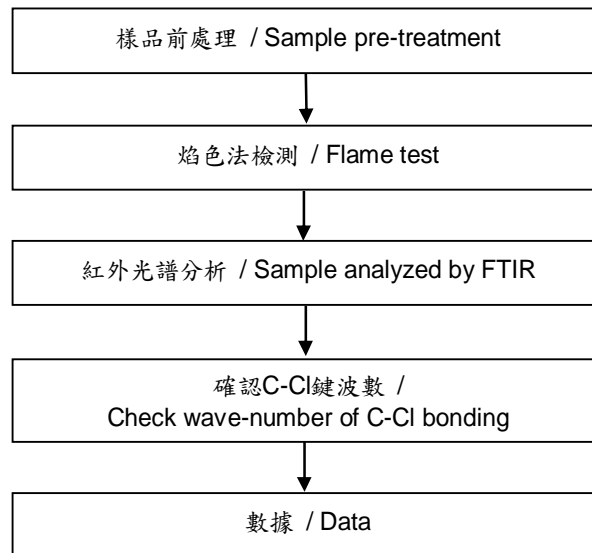 樣品前處理 / Sample pre-treatment
焰色法檢測 / Flame test
紅外光譜分析 / Sample analyzed by FTIR
確認C-Cl鍵波數 /
Check wave-number of C-Cl bonding
數據 / Data